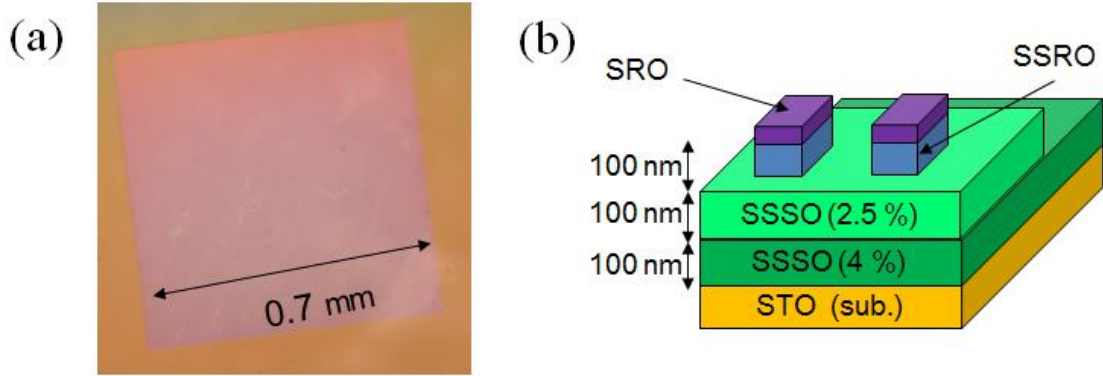 (a)
0.7 mm
(b)
SRO
SSRO
100 nm
100 nm
SSSO (2.5 %)
100 nm
SSSO (4 %)
STO (sub.)